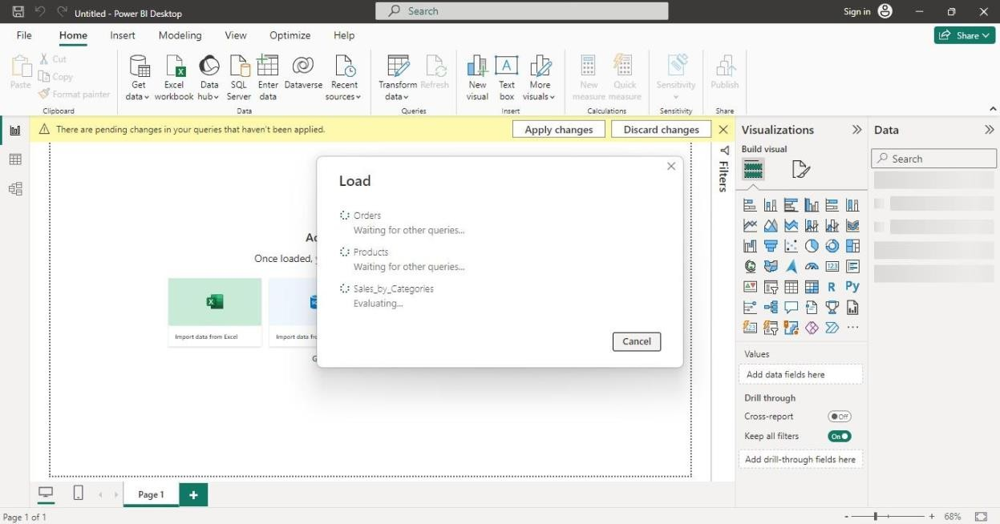 Untitled - Power BI Desktop
Search
Sign in
File Home Insert Modeling View Optimize Help
Share
Paste
Cut
Copy
Format painter
Clipboard
Get data
Excel workbook
Data hub
SQL Server
Enter data
Dataverse
Recent sources
Data
Transform data
Refresh
Queries
New visual
Text box
More visuals
Insert
New measure
Quick measure
Calculations
Sensitivity
Sensitivity
Publish
Share
There are pending changes in your queries that haven't been applied.
Apply changes
Discard changes
Filters
Load
Orders
Waiting for other queries...
Products
Waiting for other queries...
Sales_by_Categories
Evaluating...
Cancel
Once loaded,
Import data from Excel
Import data
Visualizations
Build visual
123
R
Py
123
Values
Add data fields here
Drill through
Cross-report
Off
Keep all filters
On
Add drill-through fields here
Data
Search
Page 1
Page 1 of 1
68%